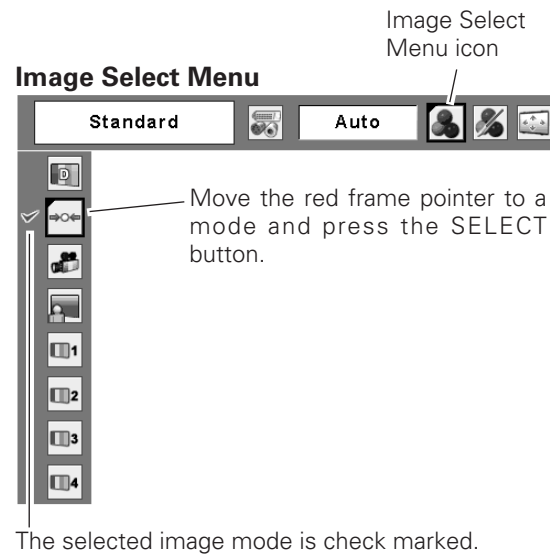 Image Select
Menu icon
Image Select Menu
Standard
Auto
D
Move the red frame pointer to a
mode and press the SELECT
button.
1
2
3
4
The selected image mode is check marked.